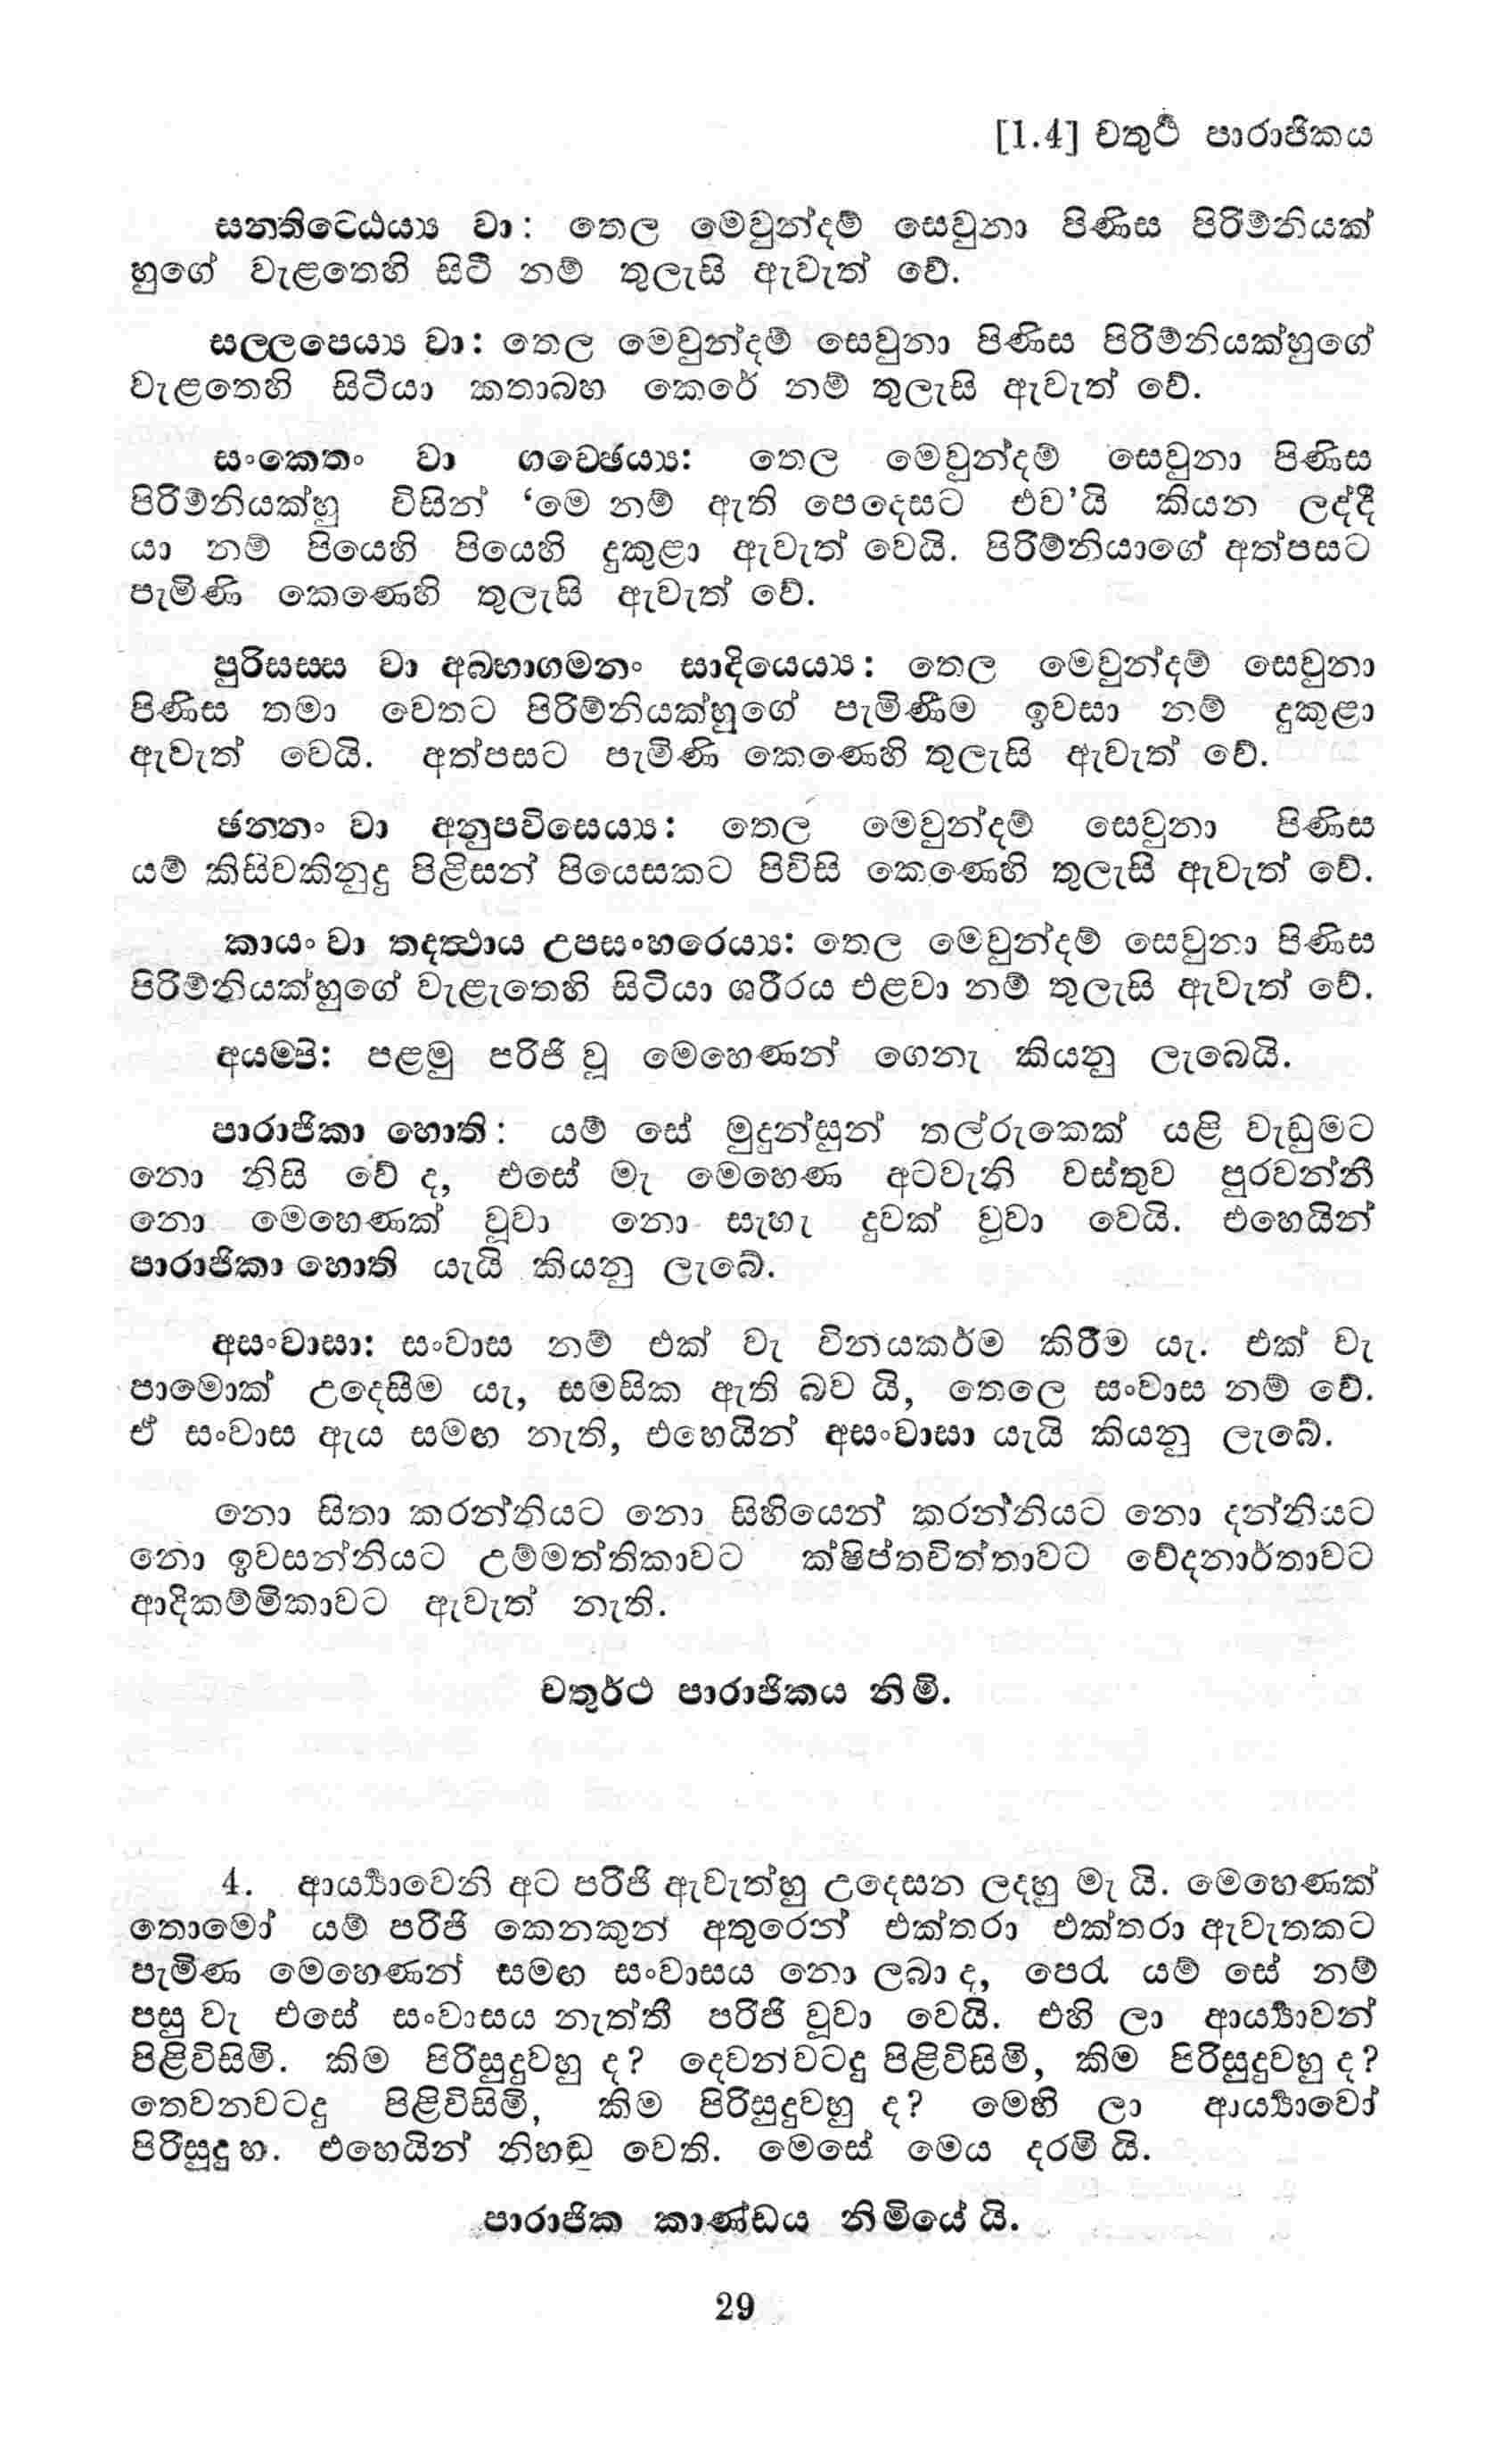 [1.4] චතුර්‍ථ පාරාජිකය
සන්තිට්ඨෙය්‍ය වා: තෙල මේවුන්දම් සෙවුනා පිණිස පිරිම්නියක්
හුගේ වැළතෙහි සිටී නම් තුලැසි ඇවැත් වේ.
සල්ලපෙය්‍ය වා: තෙල මෙවුන්දම් සෙවුනා පිණිස පිරිම්නියක්හුගේ
වැළතෙහි සිටියා කතාබහ කෙරේ නම් තුලැසි ඇවැත් වේ.
සංකෙතං වා ගච්ඡෙය්‍ය: තෙල මෙවුන්දම් සෙවුනා පිණිස
පිරිම්නියක්හු විසින් ‘මෙ නම් ඇති පෙදෙසට එව’යි කියන ලද්දී
යා නම් පියෙහි පියෙහි දුකුළා ඇවැත් වෙයි. පිරිම්නියාගේ අත්පසට
පැමිණි කෙණෙහි තුලැසි ඇවැත් වේ.
පුරිසස්ස වා අබ්භාගමනං සාදියෙය්‍ය: තෙල මෙවුන්දම් සෙවුනා
පිණිස තමා වෙතට පිරිම්නියක්හුගේ පැමිණීම ඉවසා නම් දුකුළා
ඇවැත් වෙයි. අත්පසට පැමිණි කෙණෙහි තුලැසි ඇවැත් වේ.
ඡන්නං වා අනුපවිසෙය්‍ය: තෙල මෙවුන්දම් සෙවුනා පිණිස
යම් කිසිවකිනුදු පිළිසන් පියෙසකට පිවිසි කෙණෙහි තුලැසි ඇවැත් වේ.
කායං වා තදත්‍ථාය උපසංහරෙය්‍ය: තෙල මෙවුන්දම් සෙවුනා පිණිස
පිරිම්නියක්හුගේ වැළැතෙහි සිටියා ශරීරය එළවා නම් තුලැසි ඇවැත් වේ.
අයම්පි: පළමු පරිජි වූ මෙහෙණන් ගෙනැ කියනු ලැබෙයි.
පාරාජිකා හොති: යම් සේ මුදුන්සුන් තල්රුකෙක් යළි වැඩුමට
නො නිසි වේ ද, එසේ මැ මෙහෙණ අටවැනි වස්තුව පුරවන්නී
නො මෙහෙණක් වූවා නො සැහැ දුවක් වූවා වෙයි. එහෙයින්
පාරාජිකා හොති යැයි කියනු ලැබේ.
අසංවාසා: සංවාස නම් එක් වැ විනයකර්ම කිරීම යැ. එක් වැ
පාමොක් උදෙසීම යැ, සමසික ඇති බව යි, තෙලෙ සංවාස නම් වේ.
ඒ සංවාස ඇය සමඟ නැති, එහෙයින් අසංවාසා යැයි කියනු ලැබේ.
නො සිතා කරන්නියට නො සිහියෙන් කරන්නියට නො දන්නියට
නො ඉවසන්නියට උම්මත්තිකාවට ක්ෂිප්තචිත්තාවට වේදනාර්තාවට
ආදිකම්මිකාවට ඇවැත් නැති.
චතුර්ථ පාරාජිකය නිමි.
4. ආර්‍ය්‍යාවෙනි අට පරිජි ඇවැත්හු උදෙසන ලදහු මැ යි. මෙහෙණක්
තොමෝ යම් පරිජි කෙනකුන් අතුරෙන් එක්තරා එක්තරා ඇවැතකට
පැමිණ මෙහෙණන් සමඟ සංවාසය නො ලබා ද, පෙරැ යම් සේ නම්
පසු වැ එසේ සංවාසය නැත්තී පරිජි වූවා වෙයි. එහි ලා ආර්‍ය්‍යාවන්
පිළිවිසිමි. කිම පිරිසුදුවහු ද? දෙවනවටදු පිළිවිසිමි, කිම පිරිසුදුවහු ද?
තෙවනවටදු පිළිවිසිමි, කිම පිරිසුදුවහු ද? මෙහි ලා ආර්‍ය්‍යාවෝ
පිරිසුදු හ. එහෙයින් නිහඬ වෙති. මෙසේ මෙය දරමි යි.
පාරාජික කාණ්ඩය නිමියේ යි.
29